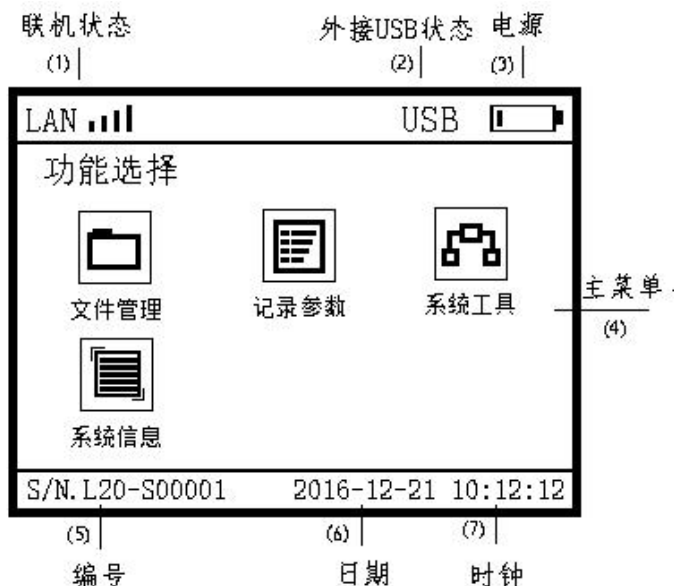 联机状态 外接USB状态 电源
(1) (2) (3)
LAN USB
功能选择
文件管理 记录参数 系统工具
主菜单
(4)
系统信息
S/N.L20-S00001 2016-12-21 10:12:12
(5) (6) (7)
编号 日期 时钟